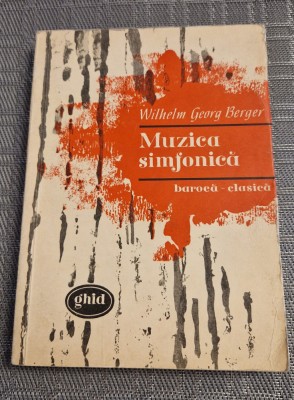 Wilhelm Georg Berger
Muzica
simfonică
barocă - clasică
ghid